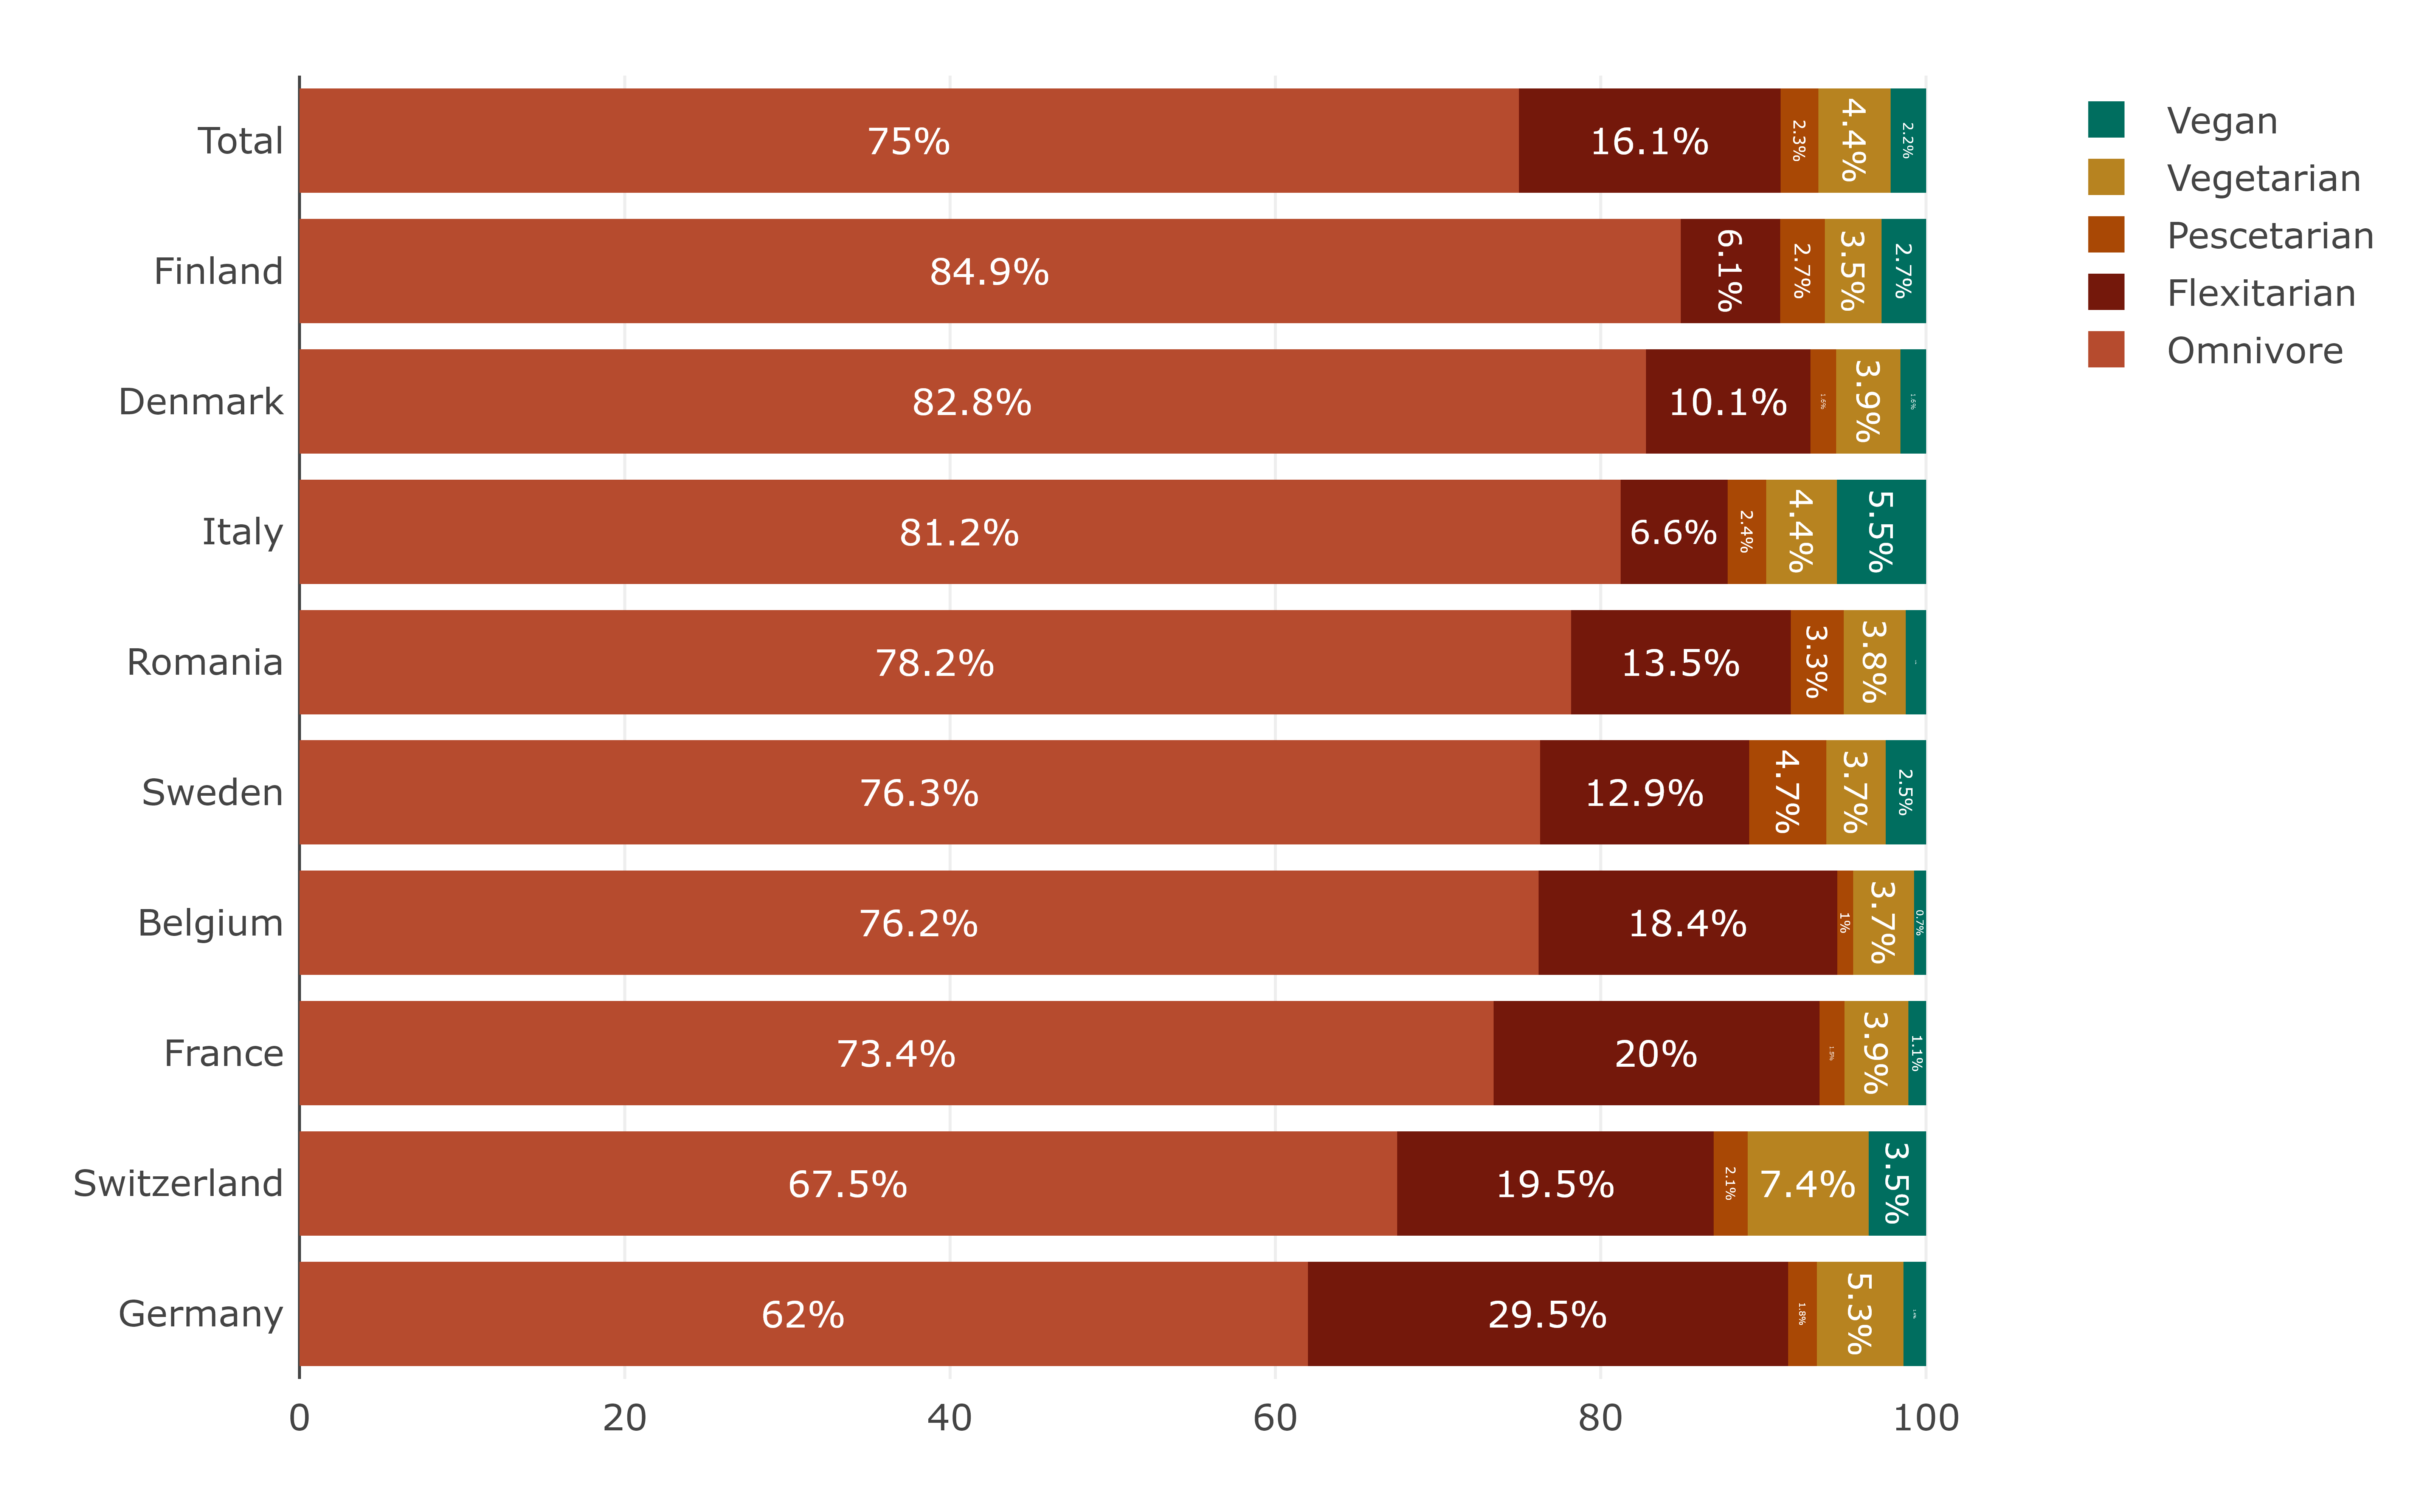 Total 75% 16.1% 2.3% 4.4% 2.2%
Finland 84.9% 6.1% 2.7% 3.5% 2.7%
Denmark 82.8% 10.1% 1.6% 3.9% 1.6%
Italy 81.2% 6.6% 2.4% 4.4% 5.5%
Romania 78.2% 13.5% 3.3% 3.8%
Sweden 76.3% 12.9% 4.7% 3.7% 2.5%
Belgium 76.2% 18.4% 1% 3.7% 0.7%
France 73.4% 20% 3.9% 1.1%
Switzerland 67.5% 19.5% 2.1% 7.4% 3.5%
Germany 62% 29.5% 1.8% 5.3%
0 20 40 60 80 100
Vegan
Vegetarian
Pescetarian
Flexitarian
Omnivore